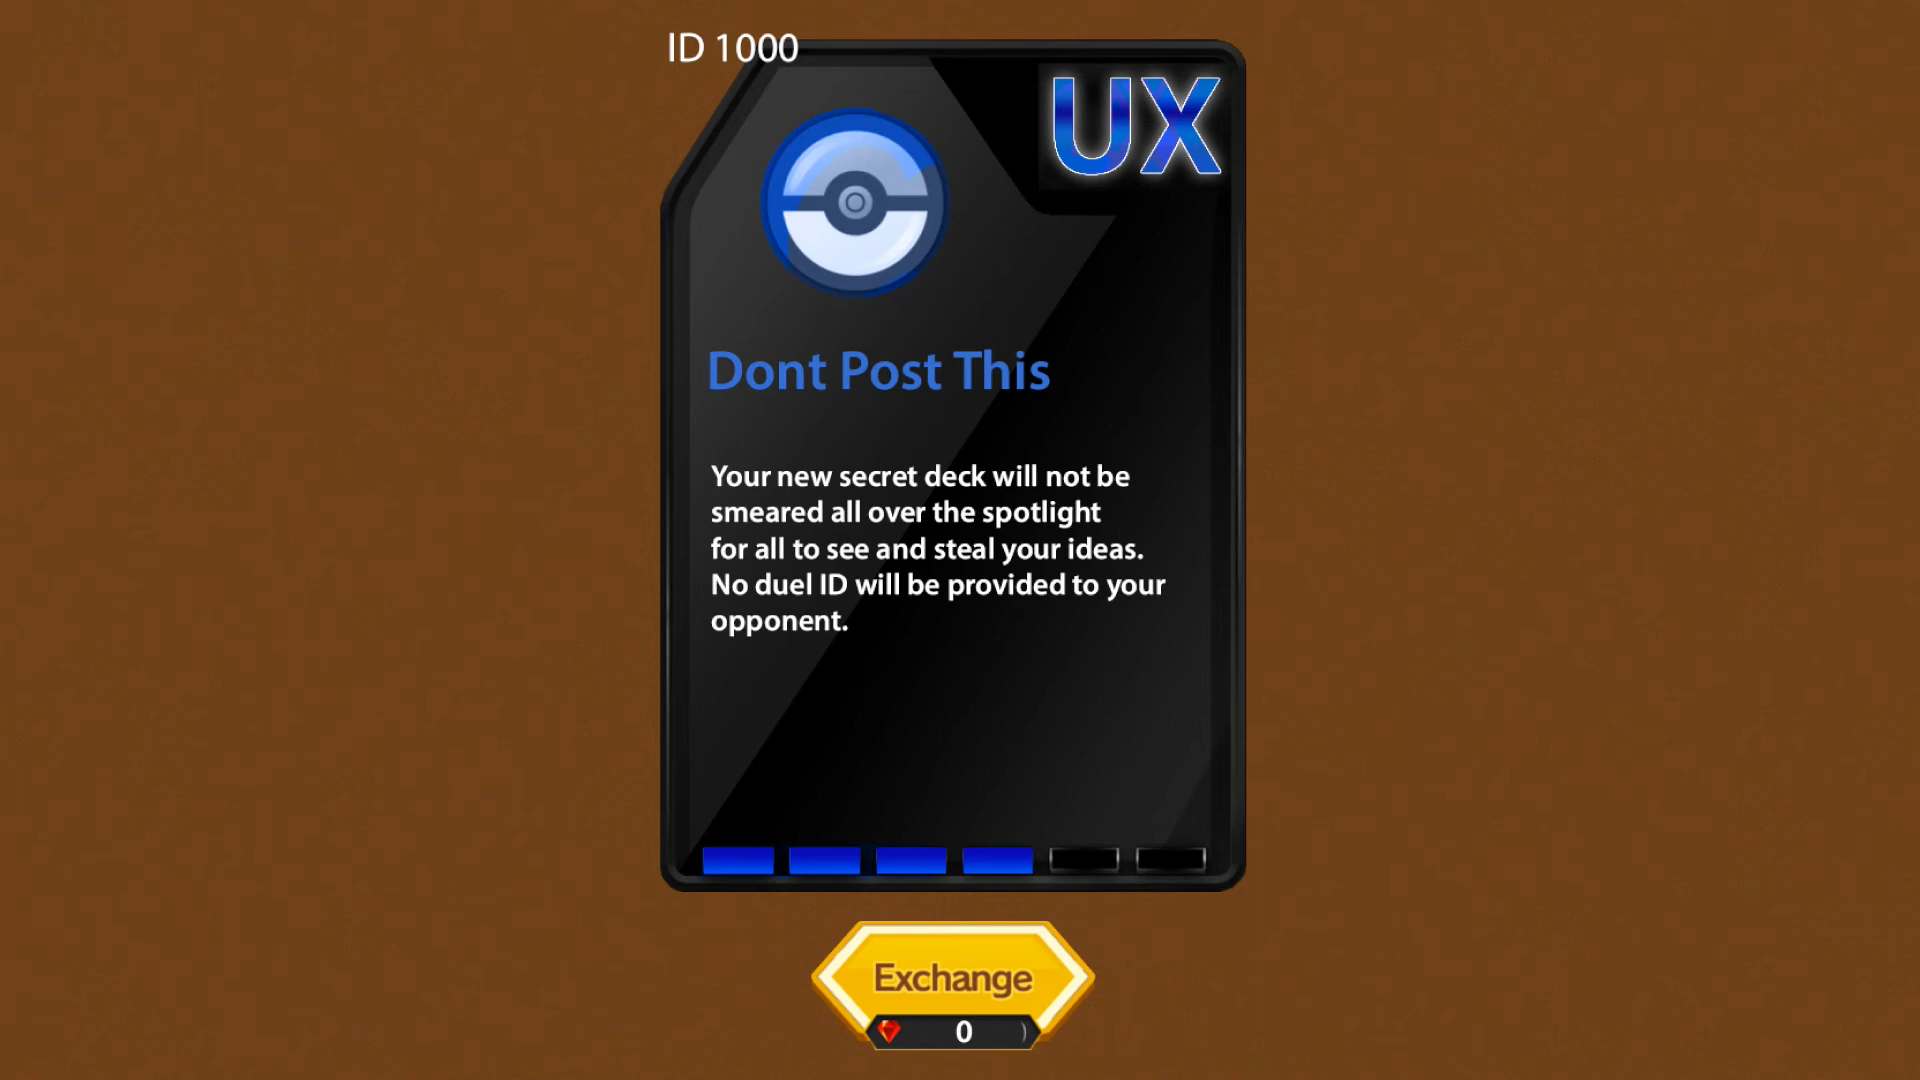 ID 1000
UX
Dont Post This
Your new secret deck will not be
smeared all over the spotlight
for all to see and steal your ideas.
No duel ID will be provided to your
opponent.
Exchange
0